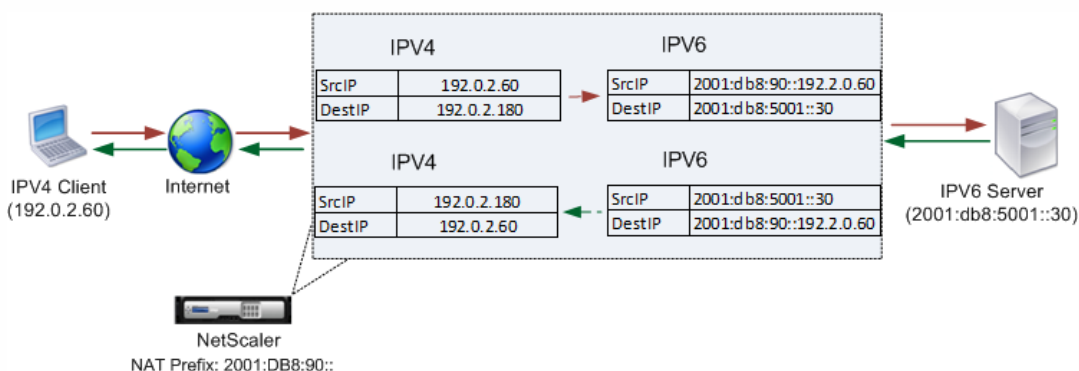 IPV4
IPV6
SrcIP 192.0.2.60
DestIP 192.0.2.180
SrcIP 2001:db8:90::192.2.0.60
DestIP 2001:db8:5001::30
IPV4 Client
(192.0.2.60)
Internet
IPV4
IPV6
SrcIP 192.0.2.180
DestIP 192.0.2.60
SrcIP 2001:db8:5001::30
DestIP 2001:db8:90::192.2.0.60
IPV6 Server
(2001:db8:5001::30)
NetScaler
NAT Prefix: 2001:DB8:90::